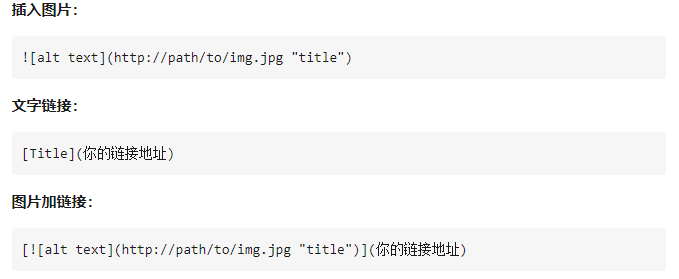 插入图片：
![alt text](http://path/to/img.jpg "title")
文字链接：
[Title](你的链接地址)
图片加链接：
[![alt text](http://path/to/img.jpg "title")](你的链接地址)